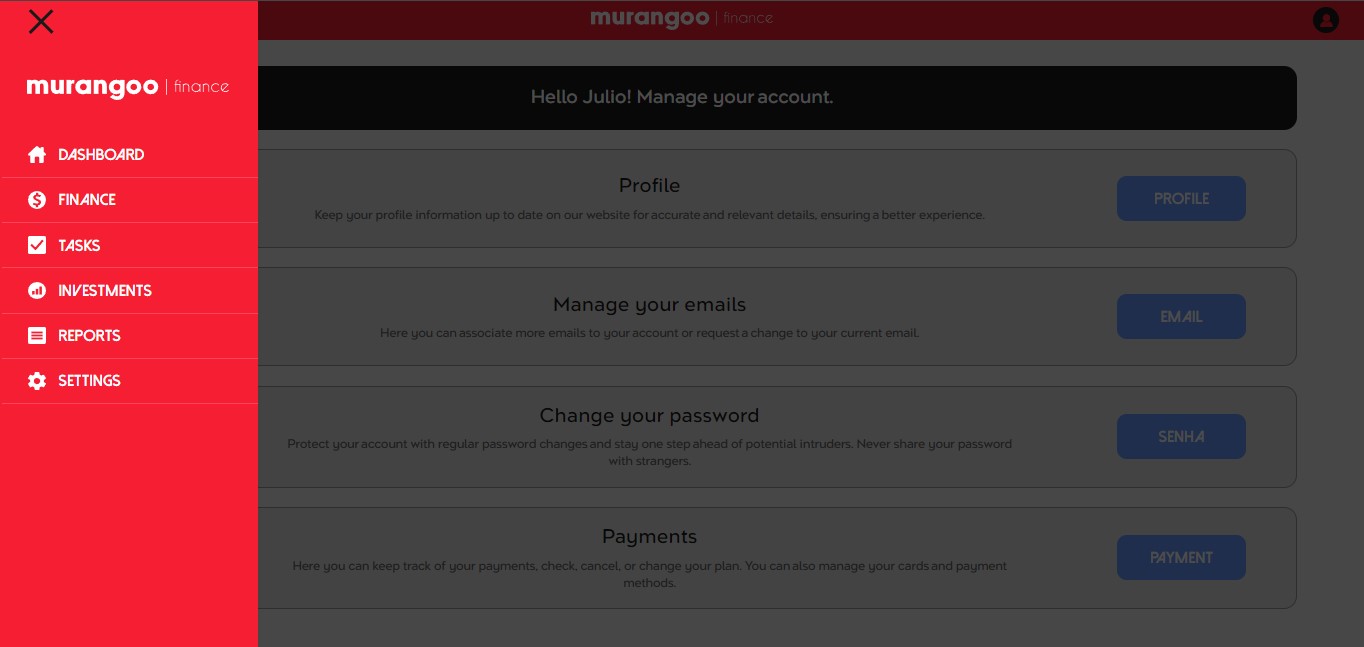 murangoo | finance
DASHBOARD
FINANCE
TASKS
INVESTMENTS
REPORTS
SETTINGS
murangoo | finance
Hello Julio! Manage your account.
Profile
Keep your profile information up to date on our website for accurate and relevant details, ensuring a better experience.
PROFILE
Manage your emails
Here you can associate more emails to your account or request a change to your current email.
EMAIL
Change your password
Protect your account with regular password changes and stay one step ahead of potential intruders. Never share your password
with strangers.
SENHA
Payments
Here you can keep track of your payments, check, cancel, or change your plan. You can also manage your cards and payment
methods.
PAYMENT